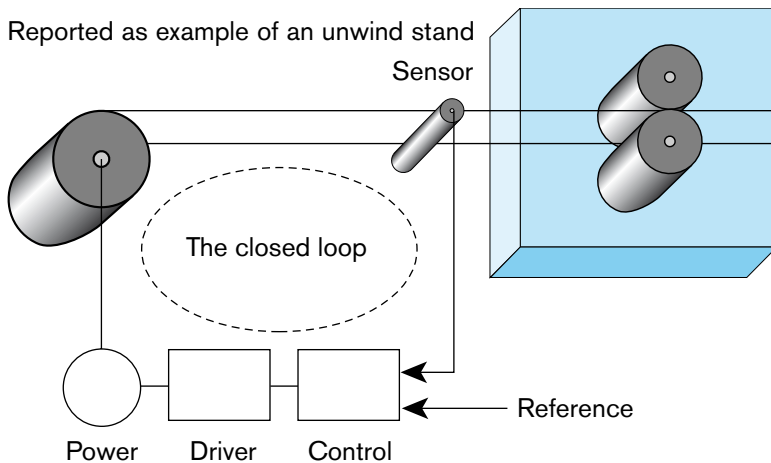 Reported as example of an unwind stand
Sensor
The closed loop
Reference
Power
Driver
Control